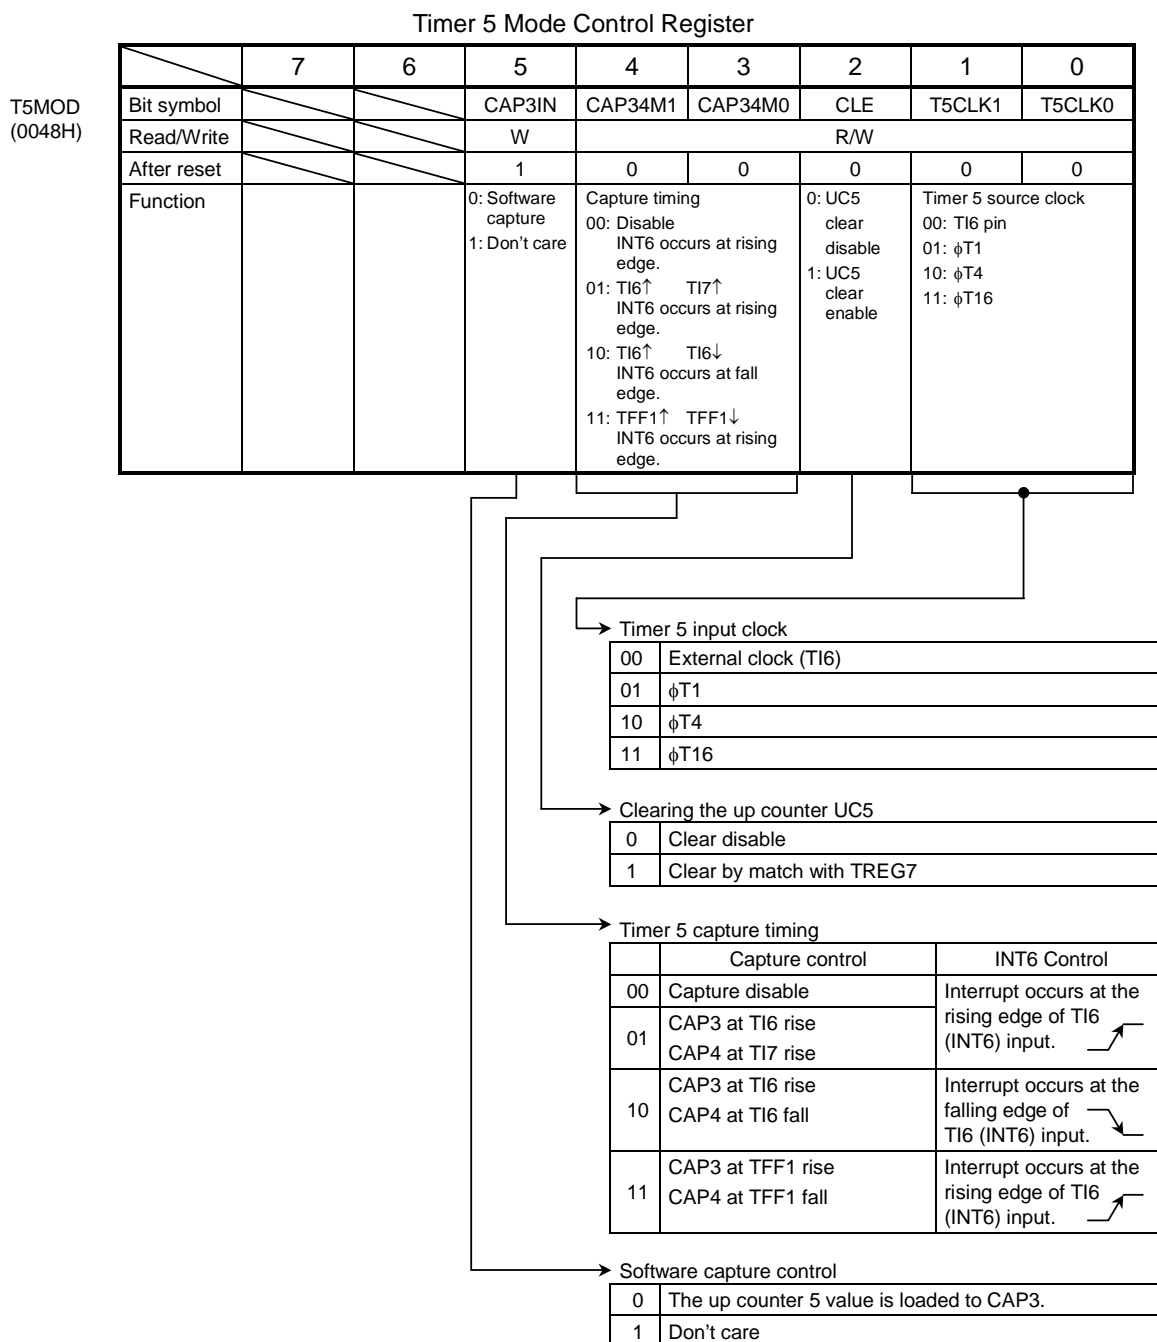 Timer 5 Mode Control Register
7 6 5 4 3 2 1 0
T5MOD
(0048H)
Bit symbol CAP3IN CAP34M1 CAP34M0 CLE T5CLK1 T5CLK0
Read/Write W R/W
After reset 1 0 0 0 0 0
Function
0: Software
capture
1: Don't care
Capture timing
00: Disable
INT6 occurs at rising
edge.
01: TI6↑ TI7↑
INT6 occurs at rising
edge.
10: TI6↑ TI6↓
INT6 occurs at fall
edge.
11: TFF1↑ TFF1↓
INT6 occurs at rising
edge.
0: UC5
clear
disable
1: UC5
clear
enable
Timer 5 source clock
00: TI6 pin
01: ϕT1
10: ϕT4
11: ϕT16
Timer 5 input clock
00 External clock (TI6)
01 ϕT1
10 ϕT4
11 ϕT16
Clearing the up counter UC5
0 Clear disable
1 Clear by match with TREG7
Timer 5 capture timing
Capture control INT6 Control
00 Capture disable
01 CAP3 at TI6 rise
CAP4 at TI7 rise
Interrupt occurs at the
rising edge of TI6
(INT6) input.
10 CAP3 at TI6 rise
CAP4 at TI6 fall
Interrupt occurs at the
falling edge of
TI6 (INT6) input.
11 CAP3 at TFF1 rise
CAP4 at TFF1 fall
Interrupt occurs at the
rising edge of TI6
(INT6) input.
Software capture control
0 The up counter 5 value is loaded to CAP3.
1 Don't care